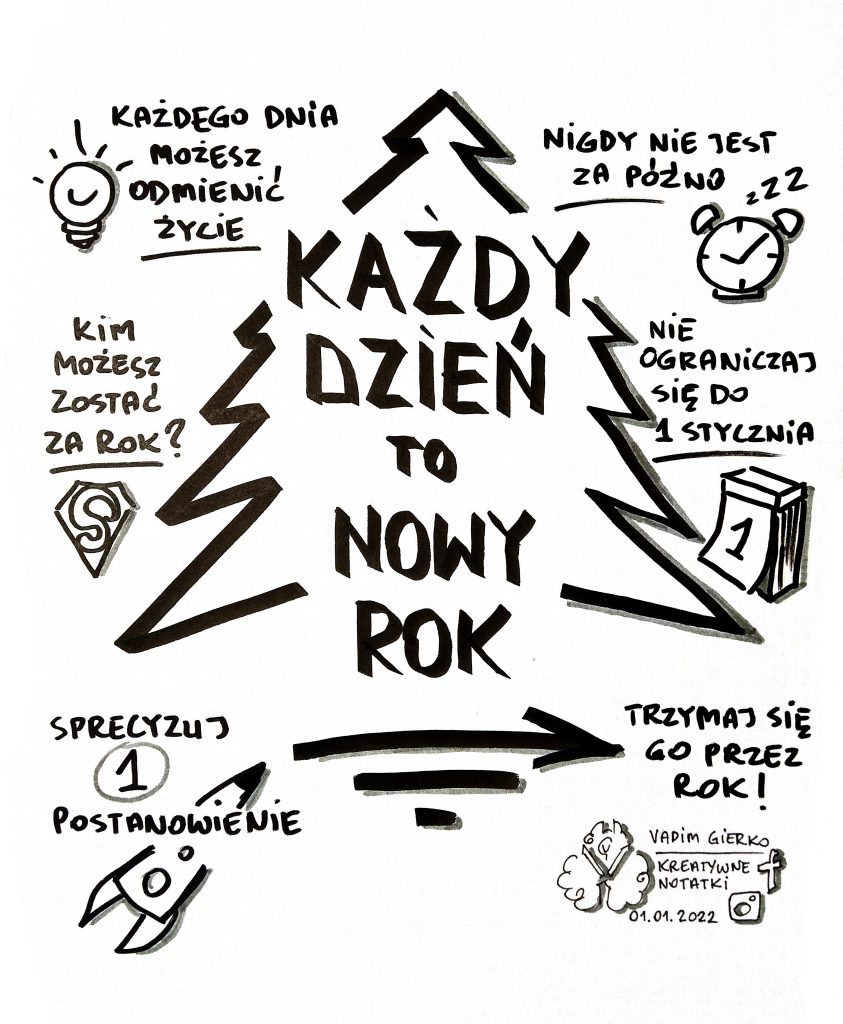 KAŻDEGO DNIA
MOŻESZ
ODMIENIĆ
ŻYCIE
NIGDY NIE JEST
ZA PÓŹNO
zzz
KAŻDY
DZIEŃ
TO
NOWY
ROK
KIM
MOŻESZ
ZOSTAĆ
ZA ROK?
S
NIE
OGRANICZAJ
SIĘ DO
1 STYCZNIA
1
SPRECYZUJ
1
POSTANOWIENIE
TRZYMAJ SIĘ
GO PRZEZ
ROK!
VADIM GIERKO
KREATYWNE
NOTATKI
01.01.2022